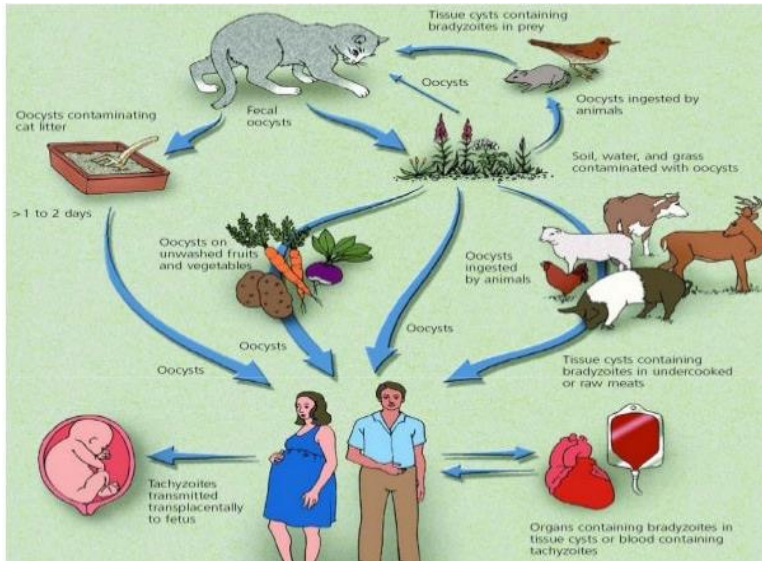 Tissue cysts containing
bradyzoites in prey
Oocysts
Oocysts ingested by
animals
Oocysts contaminating
cat litter
Fecal
oocysts
Soil, water, and grass
contaminated with oocysts
>1 to 2 days
Oocysts on
unwashed fruits
and vegetables
Oocysts
ingested
by animals
Oocysts
Oocysts
Oocysts
Tissue cysts containing
bradyzoites in undercooked
or raw meats
Tachyzoites
transmitted
transplacentally
to fetus
Organs containing bradyzoites in
tissue cysts or blood containing
tachyzoites